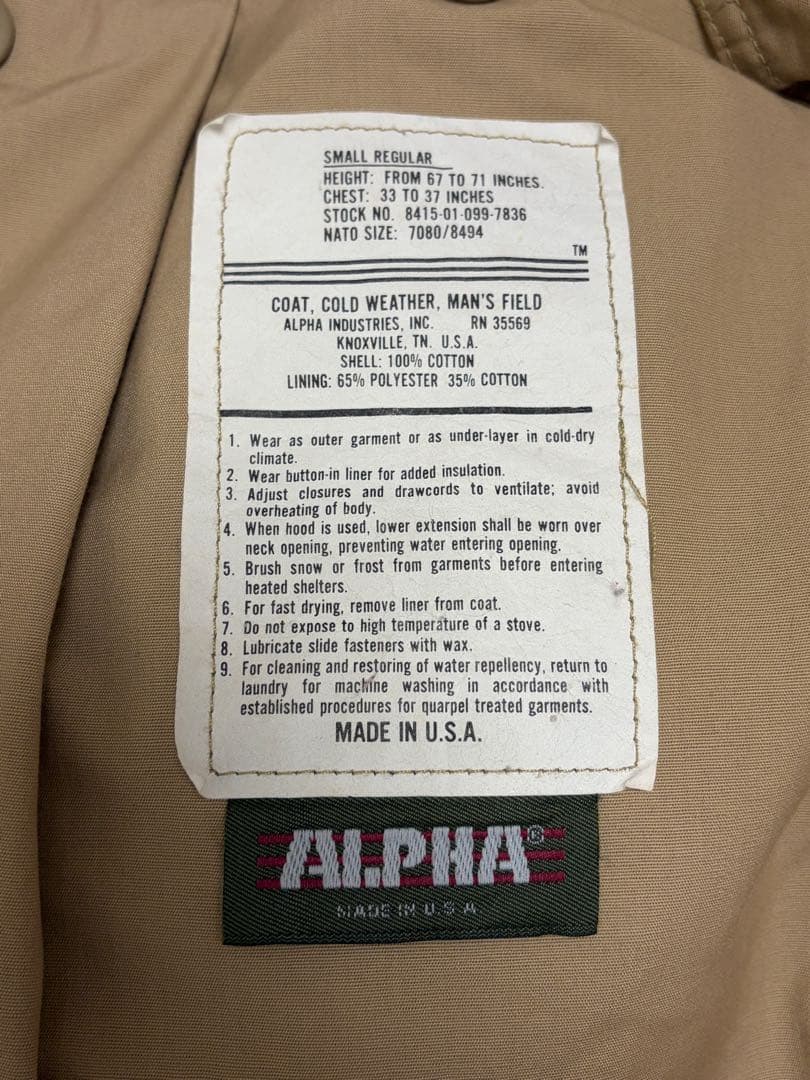 SMALL REGULAR
HEIGHT: FROM 67 TO 71 INCHES.
CHEST: 33 TO 37 INCHES
STOCK NO. 8415-01-099-7836
NATO SIZE: 7080/8494
TM
COAT, COLD WEATHER, MAN'S FIELD
ALPHA INDUSTRIES, INC. RN 35569
KNOXVILLE, TN. U.S.A.
SHELL: 100% COTTON
LINING: 65% POLYESTER 35% COTTON
1. Wear as outer garment or as under-layer in cold-dry
climate.
2. Wear button-in liner for added insulation.
3. Adjust closures and drawcords to ventilate; avoid
overheating of body.
4. When hood is used, lower extension shall be worn over
neck opening, preventing water entering opening.
5. Brush snow or frost from garments before entering
heated shelters.
6. For fast drying, remove liner from coat.
7. Do not expose to high temperature of a stove.
8. Lubricate slide fasteners with wax.
9. For cleaning and restoring of water repellency, return to
laundry for machine washing in accordance with
established procedures for quarpel treated garments.
MADE IN U.S.A.
ALPHA®
MADE IN U.S.A.